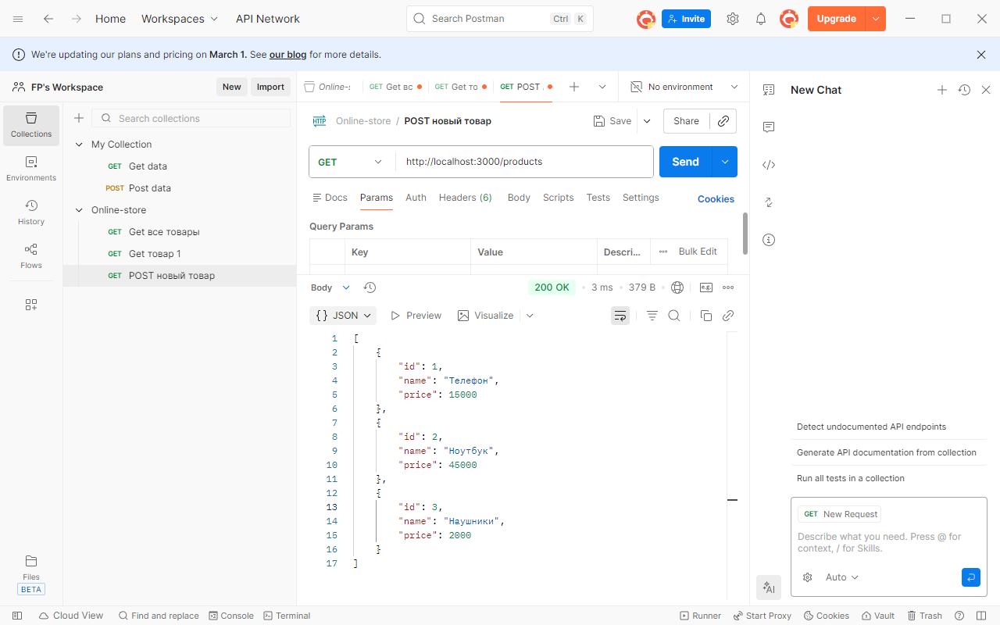 Home Workspaces API Network Search Postman Ctrl K Invite Upgrade
We're updating our plans and pricing on March 1. See our blog for more details.
FP's Workspace New Import
Online-s GET Get вс GET Get то GET POST No environment
New Chat
Search collections
Collections
Environments
History
Flows
My Collection
GET Get data
POST Post data
Online-store
GET Get все товары
GET Get товар 1
GET POST новый товар
Files
BETA
HTTP Online-store / POST новый товар Save Share
GET http://localhost:3000/products Send
Docs Params Auth Headers (6) Body Scripts Tests Settings Cookies
Query Params
Key Value Descri... Bulk Edit
Body 200 OK 3 ms 379 B e.g.
{} JSON Preview Visualize
1 [
2 {
3 "id": 1,
4 "name": "Телефон",
5 "price": 15000
6 },
7 {
8 "id": 2,
9 "name": "Ноутбук",
10 "price": 45000
11 },
12 {
13 "id": 3,
14 "name": "Наушники",
15 "price": 2000
16 }
17 ]
Detect undocumented API endpoints
Generate API documentation from collection
Run all tests in a collection
GET New Request
Describe what you need. Press @ for
context, / for Skills.
Auto
AI
Cloud View Find and replace Console Terminal Runner Start Proxy Cookies Vault Trash